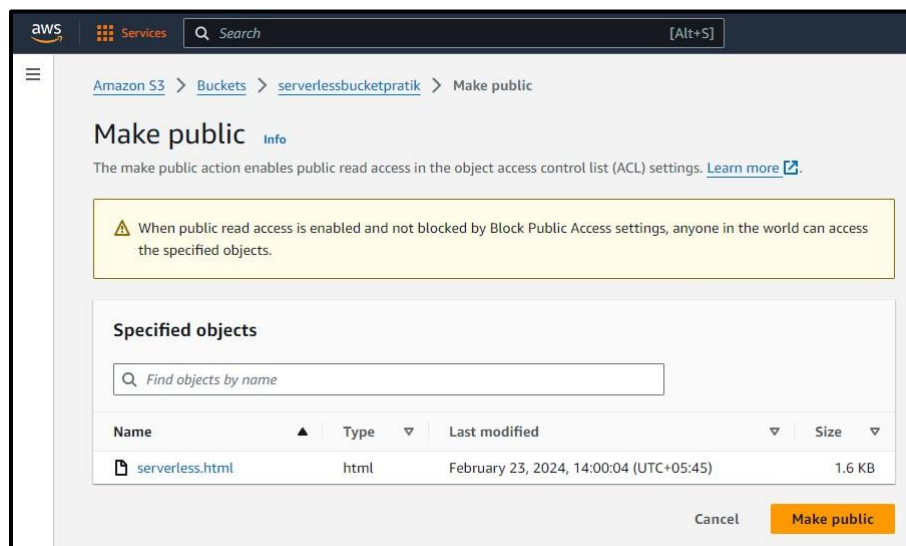 aws
Services
Search
[Alt+S]
Amazon S3 > Buckets > serverlessbucketpratik > Make public
Make public Info
The make public action enables public read access in the object access control list (ACL) settings. Learn more.
When public read access is enabled and not blocked by Block Public Access settings, anyone in the world can access
the specified objects.
Specified objects
Find objects by name
Name Type Last modified Size
serverless.html html February 23, 2024, 14:00:04 (UTC+05:45) 1.6 KB
Cancel Make public